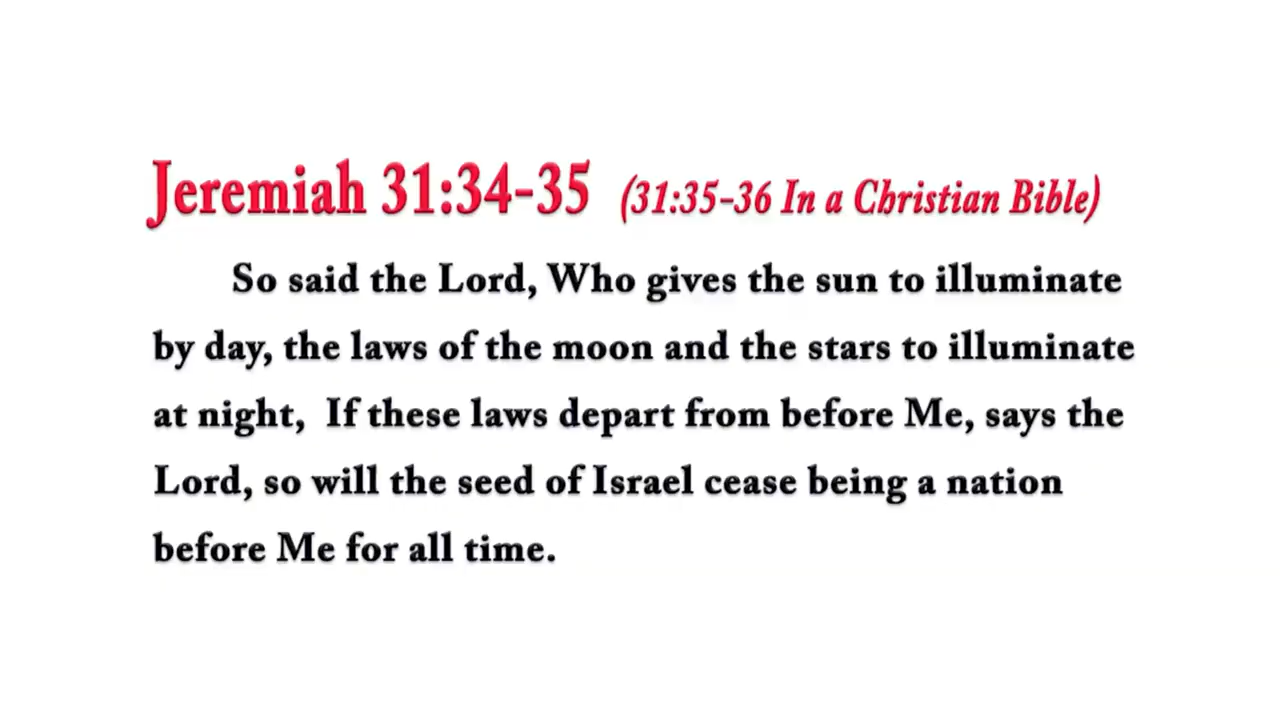 Jeremiah 31:34-35 (31:35-36 In a Christian Bible)
So said the Lord, Who gives the sun to illuminate
by day, the laws of the moon and the stars to illuminate
at night,  If these laws depart from before Me, says the
Lord, so will the seed of Israel cease being a nation
before Me for all time.